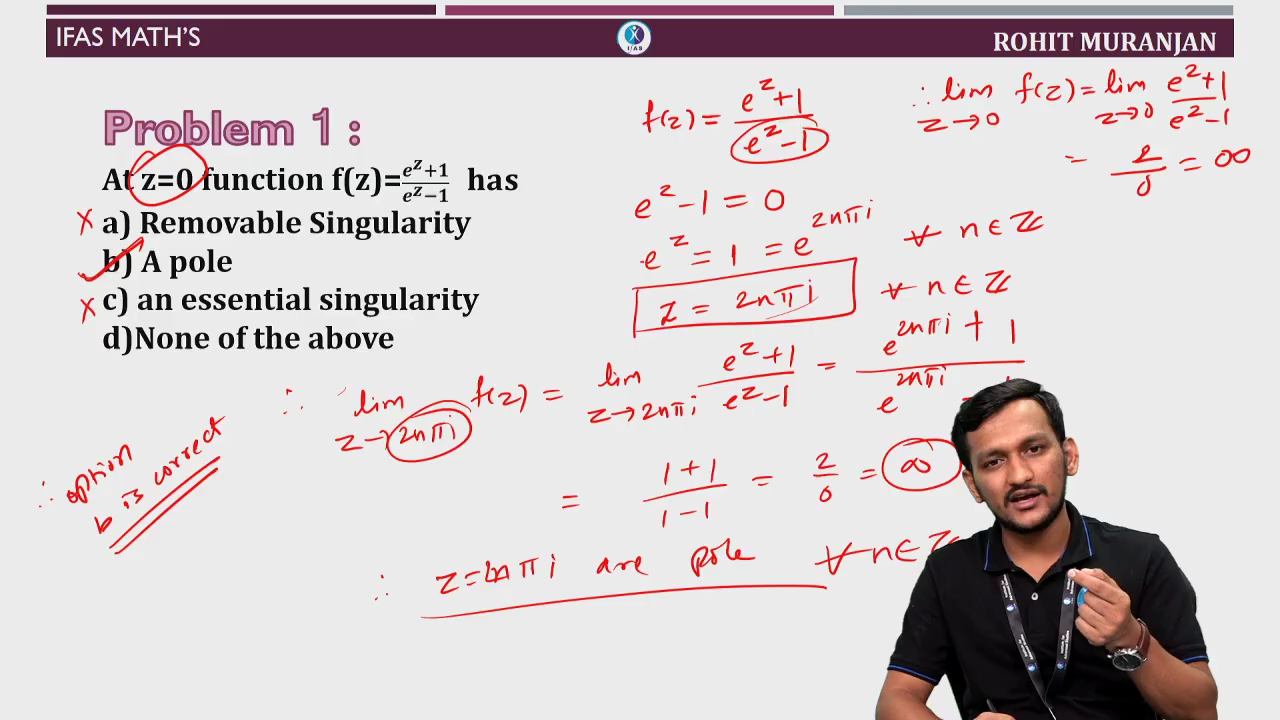 IFAS MATH'S
IFAS
ROHIT MURANJAN
Problem 1 :
At z=0 function f(z)=(e^z+1)/(e^z−1) has
x a) Removable Singularity
✓ b) A pole
x c) an essential singularity
d)None of the above
f(z) = (e^z+1)/(e^z-1)
e^z -1 = 0
e^z = 1 = e^(2nπi) ∀ n∈ℤ
z = 2nπi ∀ n∈ℤ
∴ lim z→0 f(z) = lim z→0 (e^z+1)/(e^z-1)
= 2/0 = ∞
∴ lim z→2nπi f(z) = lim z→2nπi (e^z+1)/(e^z-1) = (e^(2nπi) + 1)/(e^(2nπi) -
= (1+1)/(1-1) = 2/0 = ∞
∴ z=2nπi are pole ∀ n∈ℤ
∴ option
b is correct